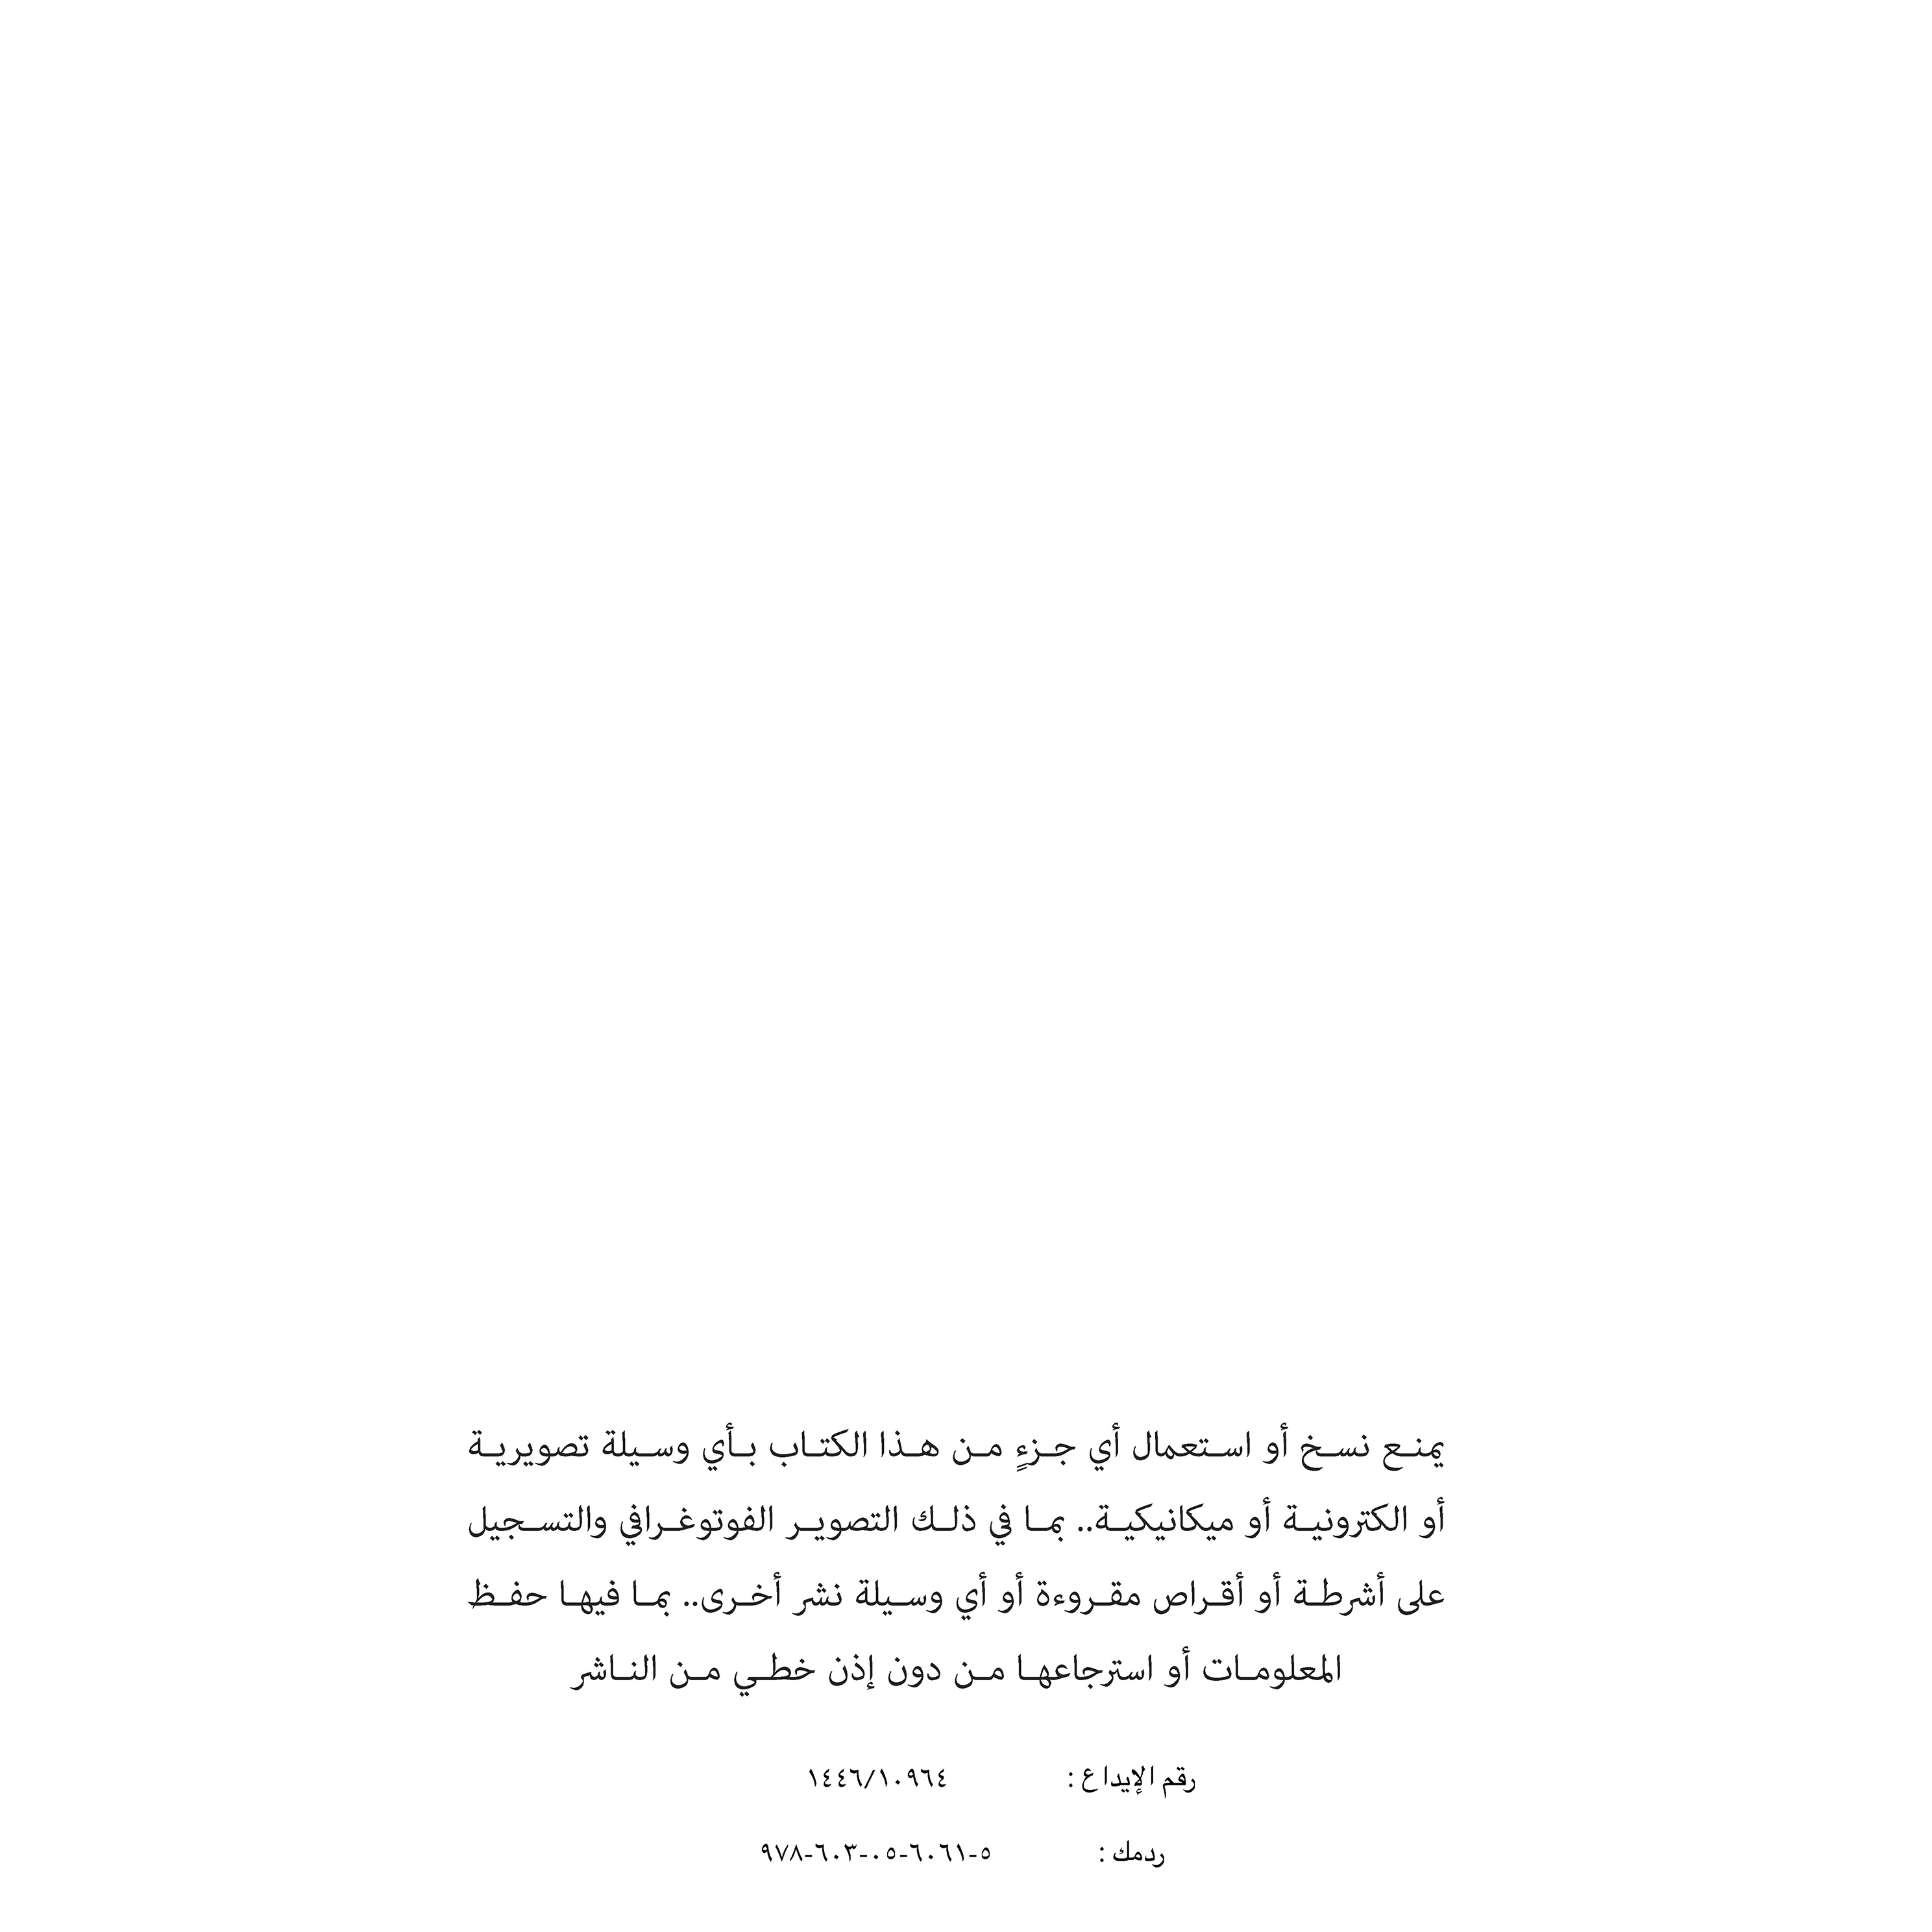 يمنع نسخ أو استعمال أي جزءٍ من هذا الكتاب بأي وسيلة تصويرية
أو الكترونية أو ميكانيكية.. بما في ذلك التصوير الفوتوغرافي والتسجيل
على أشرطة أو أقراص مقروءة أو أي وسيلة نشر أخرى.. بما فيها حفظ
المعلومات أو استرجاعها من دون إذن خطي من الناشر
رقم الإيداع : ١٤٤٦/١٠٩٦٤
ردمك : ٩٧٨-٦٠٣-٠٥-٦٠٦١-٥